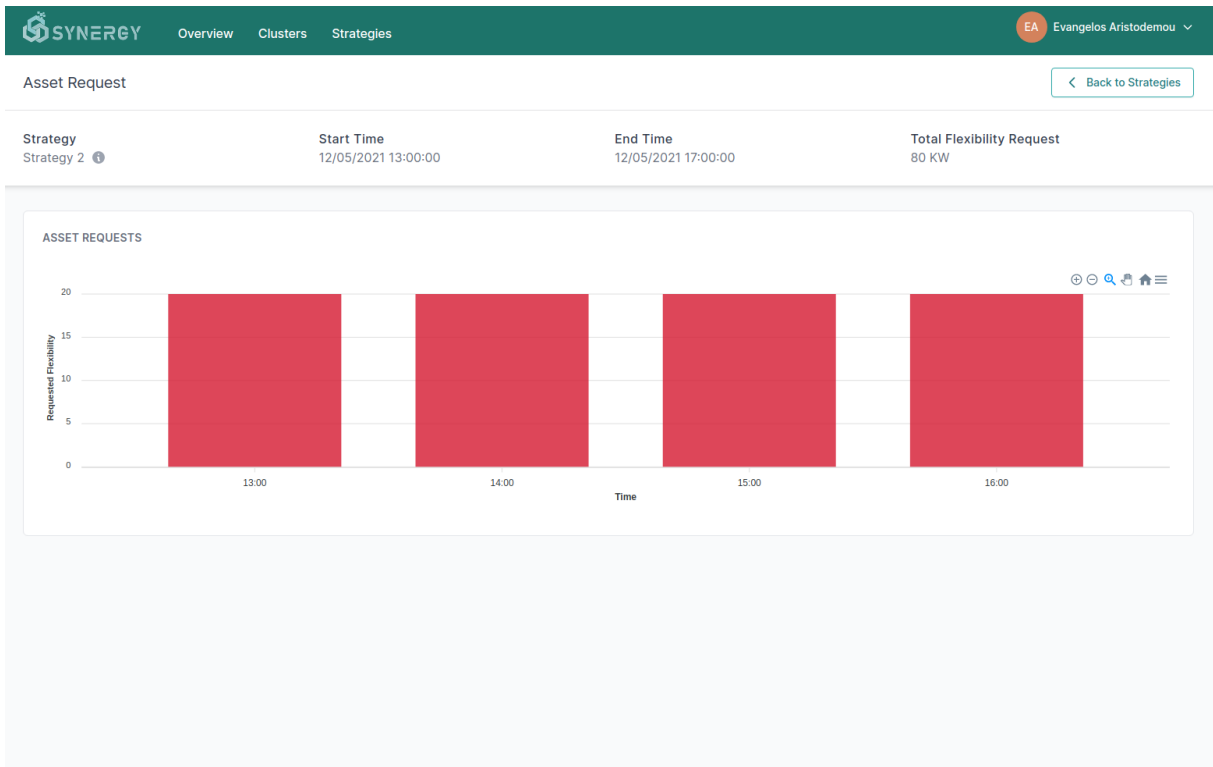 SYNERGY Overview Clusters Strategies EA Evangelos Aristodemou
Asset Request Back to Strategies
Strategy Start Time End Time Total Flexibility Request
Strategy 2 12/05/2021 13:00:00 12/05/2021 17:00:00 80 KW
ASSET REQUESTS
20
15
10
5
0
Requested Flexibility
13:00 14:00 15:00 16:00
Time